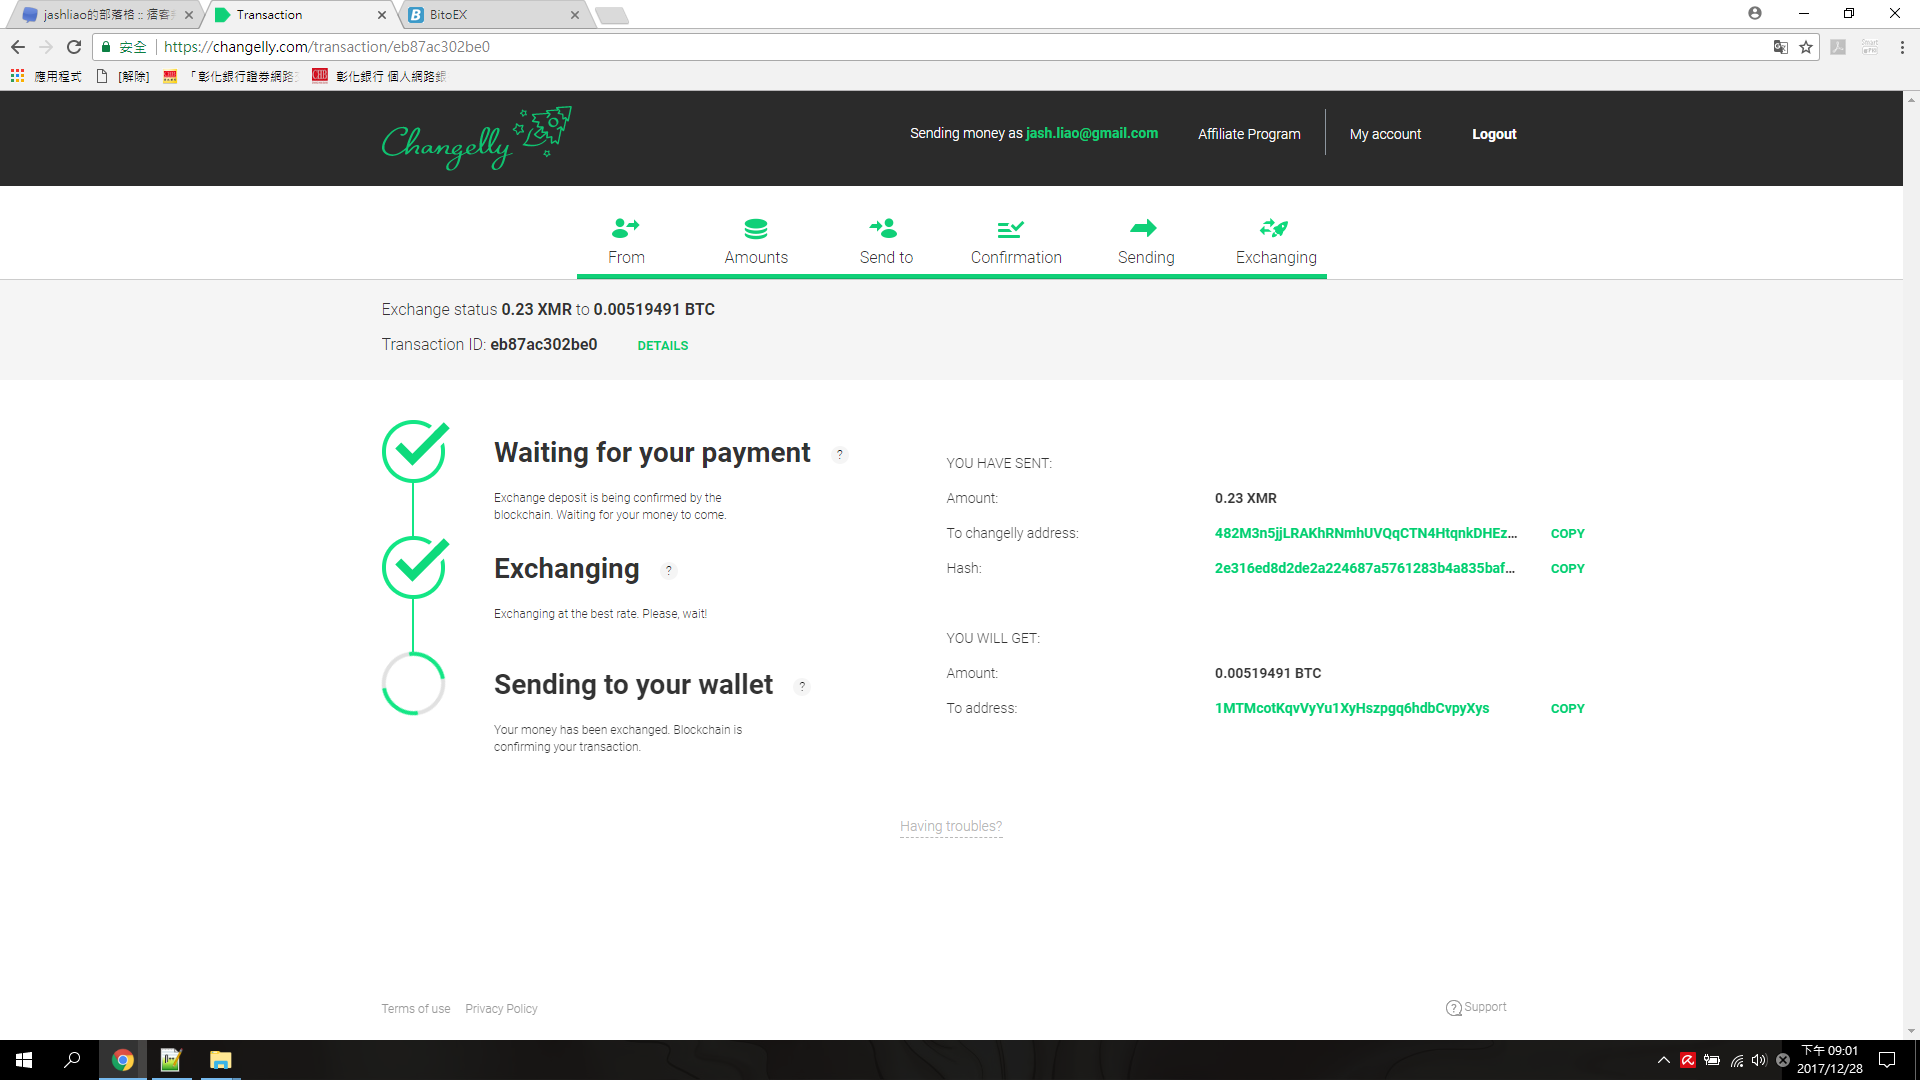 jashliao的部落格 :: 痞客
Transaction
BitoEX
安全
https://changelly.com/transaction/eb87ac302be0
應用程式
[解除]
「彰化銀行證券網路
彰化銀行 個人網路銀
Changelly
Sending money as jash.liao@gmail.com
Affiliate Program
My account
Logout
From
Amounts
Send to
Confirmation
Sending
Exchanging
Exchange status 0.23 XMR to 0.00519491 BTC
Transaction ID: eb87ac302be0
DETAILS
Waiting for your payment ?
Exchange deposit is being confirmed by the
blockchain. Waiting for your money to come.
Exchanging ?
Exchanging at the best rate. Please, wait!
Sending to your wallet ?
Your money has been exchanged. Blockchain is
confirming your transaction.
YOU HAVE SENT:
Amount: 0.23 XMR
To changelly address: 482M3n5jjLRAKhRNmhUVQqCTN4HtqnkDHEz... COPY
Hash: 2e316ed8d2de2a224687a5761283b4a835baf... COPY
YOU WILL GET:
Amount: 0.00519491 BTC
To address: 1MTMcotKqvVyYu1XyHszpgq6hdbCvpyXys COPY
Having troubles?
Terms of use
Privacy Policy
? Support
下午 09:01
2017/12/28